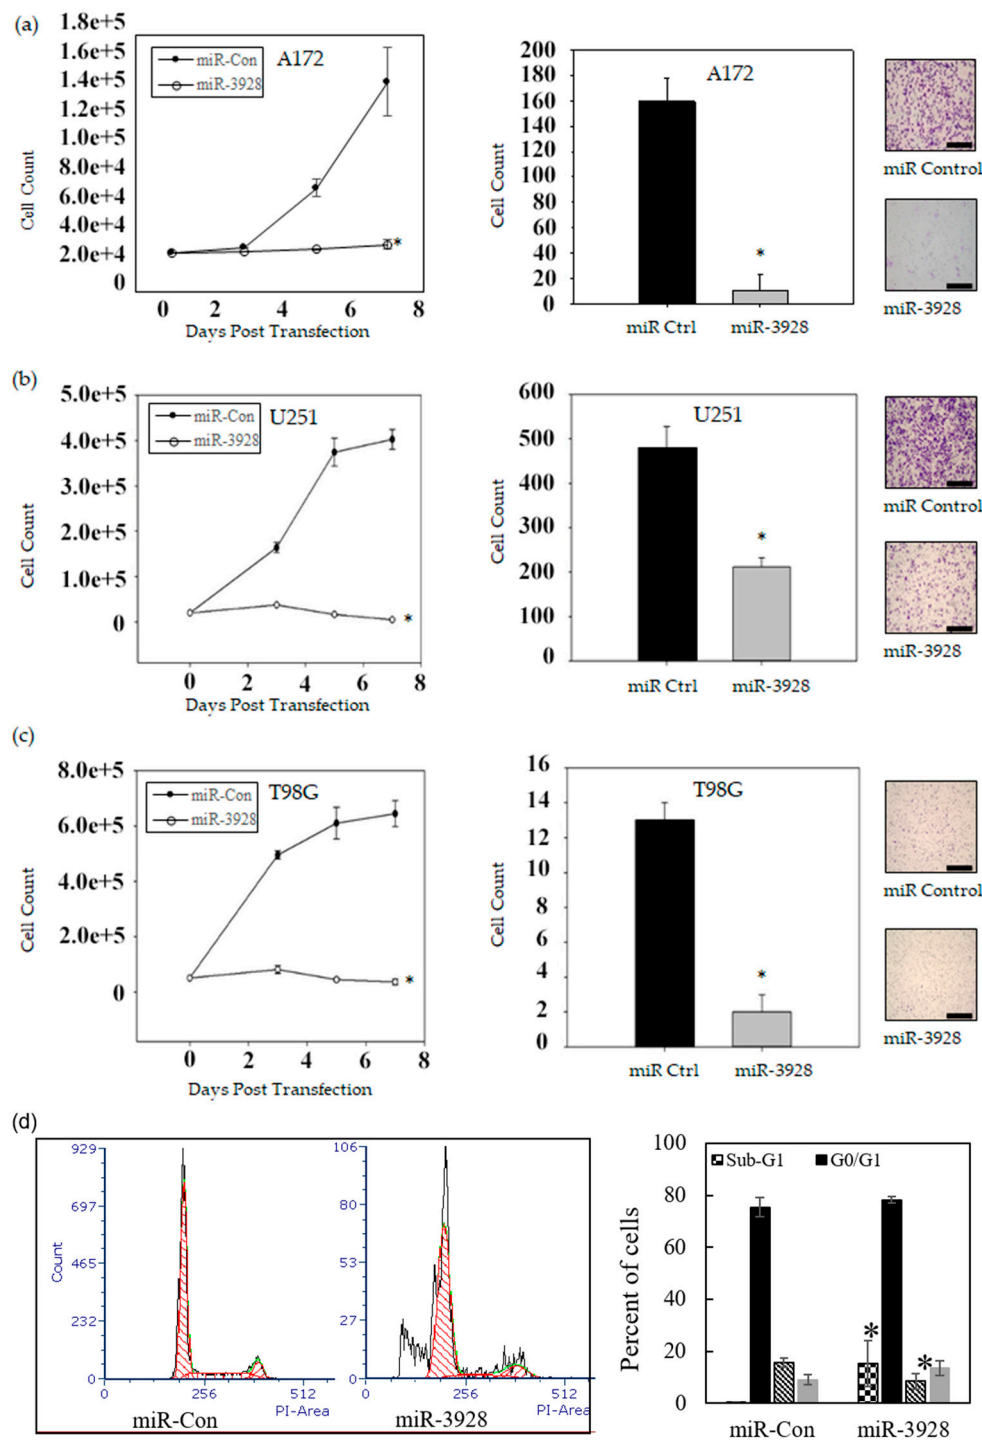 (a)
1.8e+5
1.6e+5
1.4e+5
1.2e+5
1.0e+5
8.0e+4
6.0e+4
4.0e+4
2.0e+4
0
Cell Count
miR-Con
miR-3928
A172
*
0 2 4 6 8
Days Post Transfection
200
180
160
140
120
100
80
60
40
20
0
Cell Count
A172
*
miR Ctrl miR-3928
miR Control
miR-3928
(b)
5.0e+5
4.0e+5
3.0e+5
2.0e+5
1.0e+5
0
Cell Count
miR-Con
miR-3928
U251
*
0 2 4 6 8
Days Post Transfection
600
500
400
300
200
100
0
Cell Count
U251
*
miR Ctrl miR-3928
miR Control
miR-3928
(c)
8.0e+5
6.0e+5
4.0e+5
2.0e+5
0
Cell Count
miR-Con
miR-3928
T98G
*
0 2 4 6 8
Days Post Transfection
16
14
12
10
8
6
4
2
0
Cell Count
T98G
*
miR Ctrl miR-3928
miR Control
miR-3928
(d)
929
697
465
232
0
Count
0 256 512
PI-Area
miR-Con
106
80
53
27
0
0 256 512
PI-Area
miR-3928
100
80
60
40
20
0
Percent of cells
Sub-G1 G0/G1
* *
miR-Con miR-3928